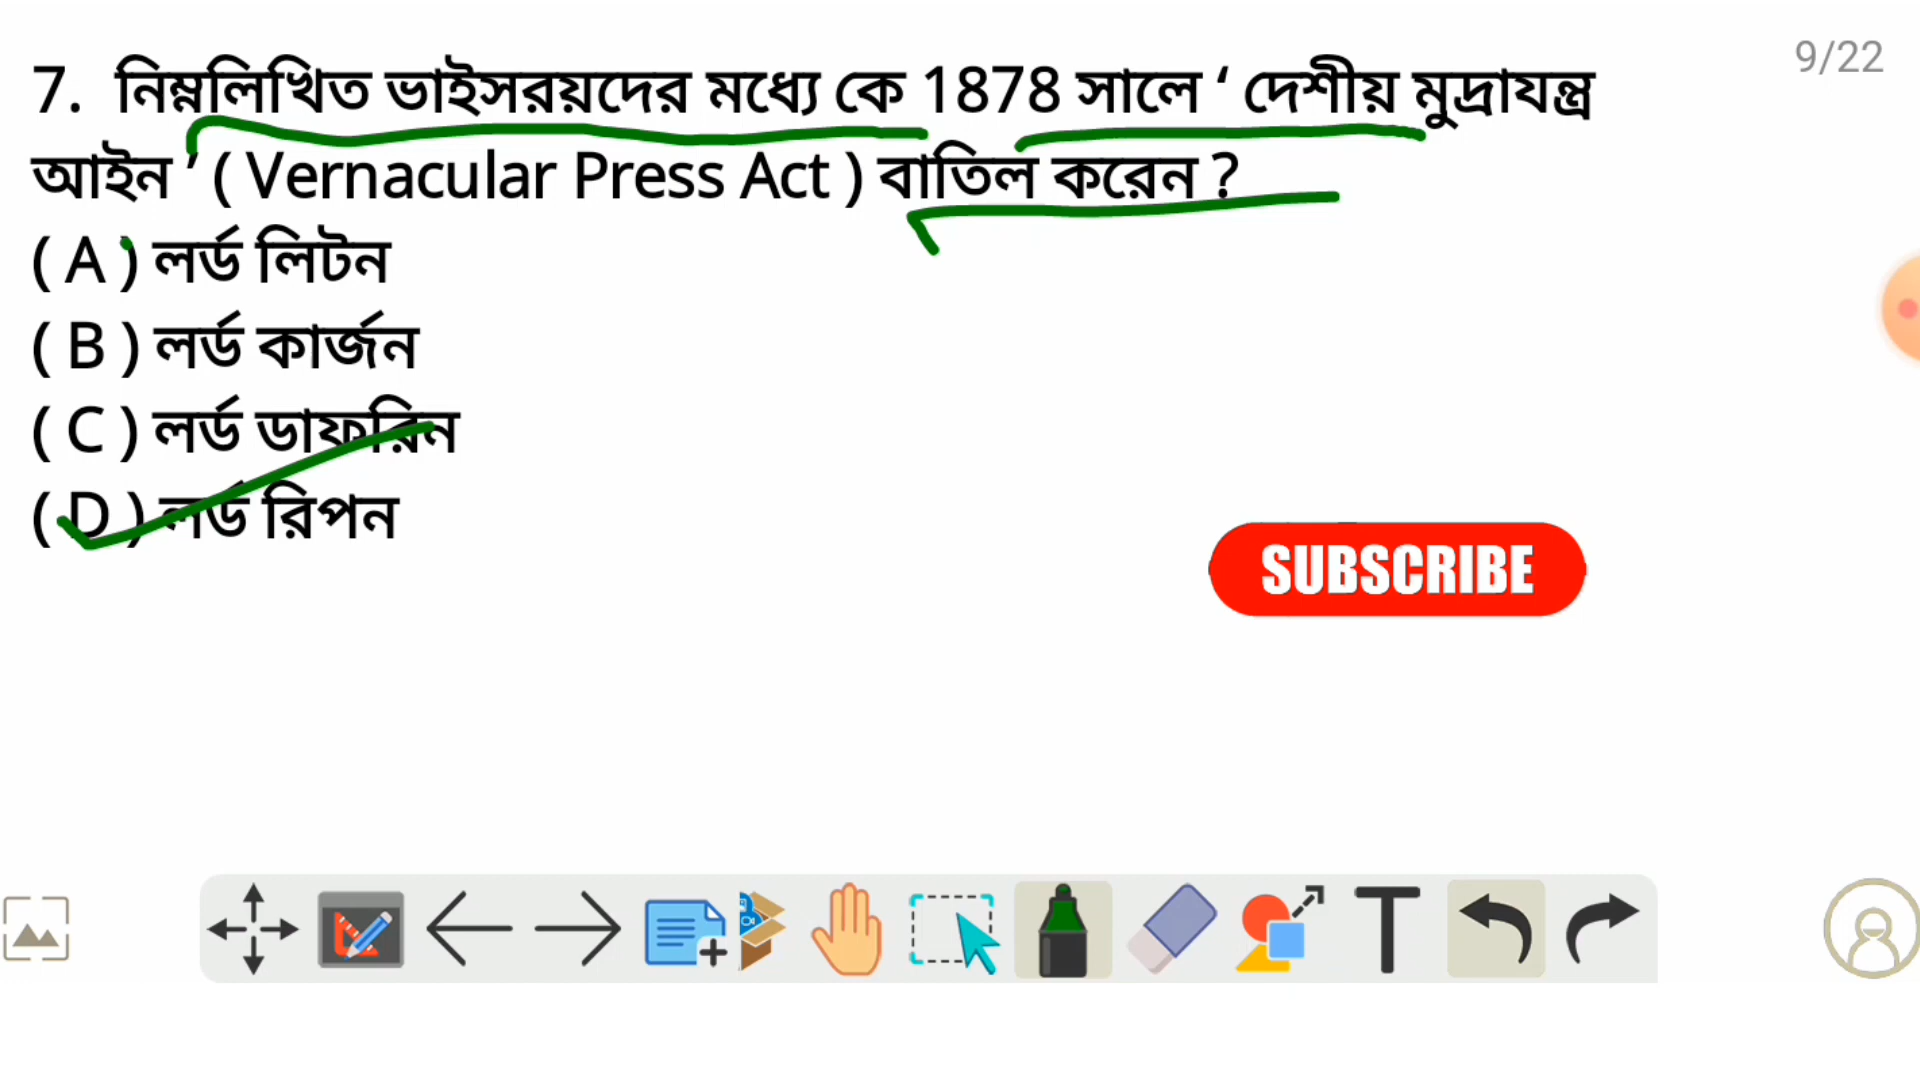 9/22
7. নিম্নলিখিত ভাইসরয়দের মধ্যে কে 1878 সালে ‘ দেশীয় মুদ্রাযন্ত্র
আইন ’ ( Vernacular Press Act ) বাতিল করেন ?
( A ) লর্ড লিটন
( B ) লর্ড কার্জন
( C ) লর্ড ডাফরিন
( D ) লর্ড রিপন
SUBSCRIBE